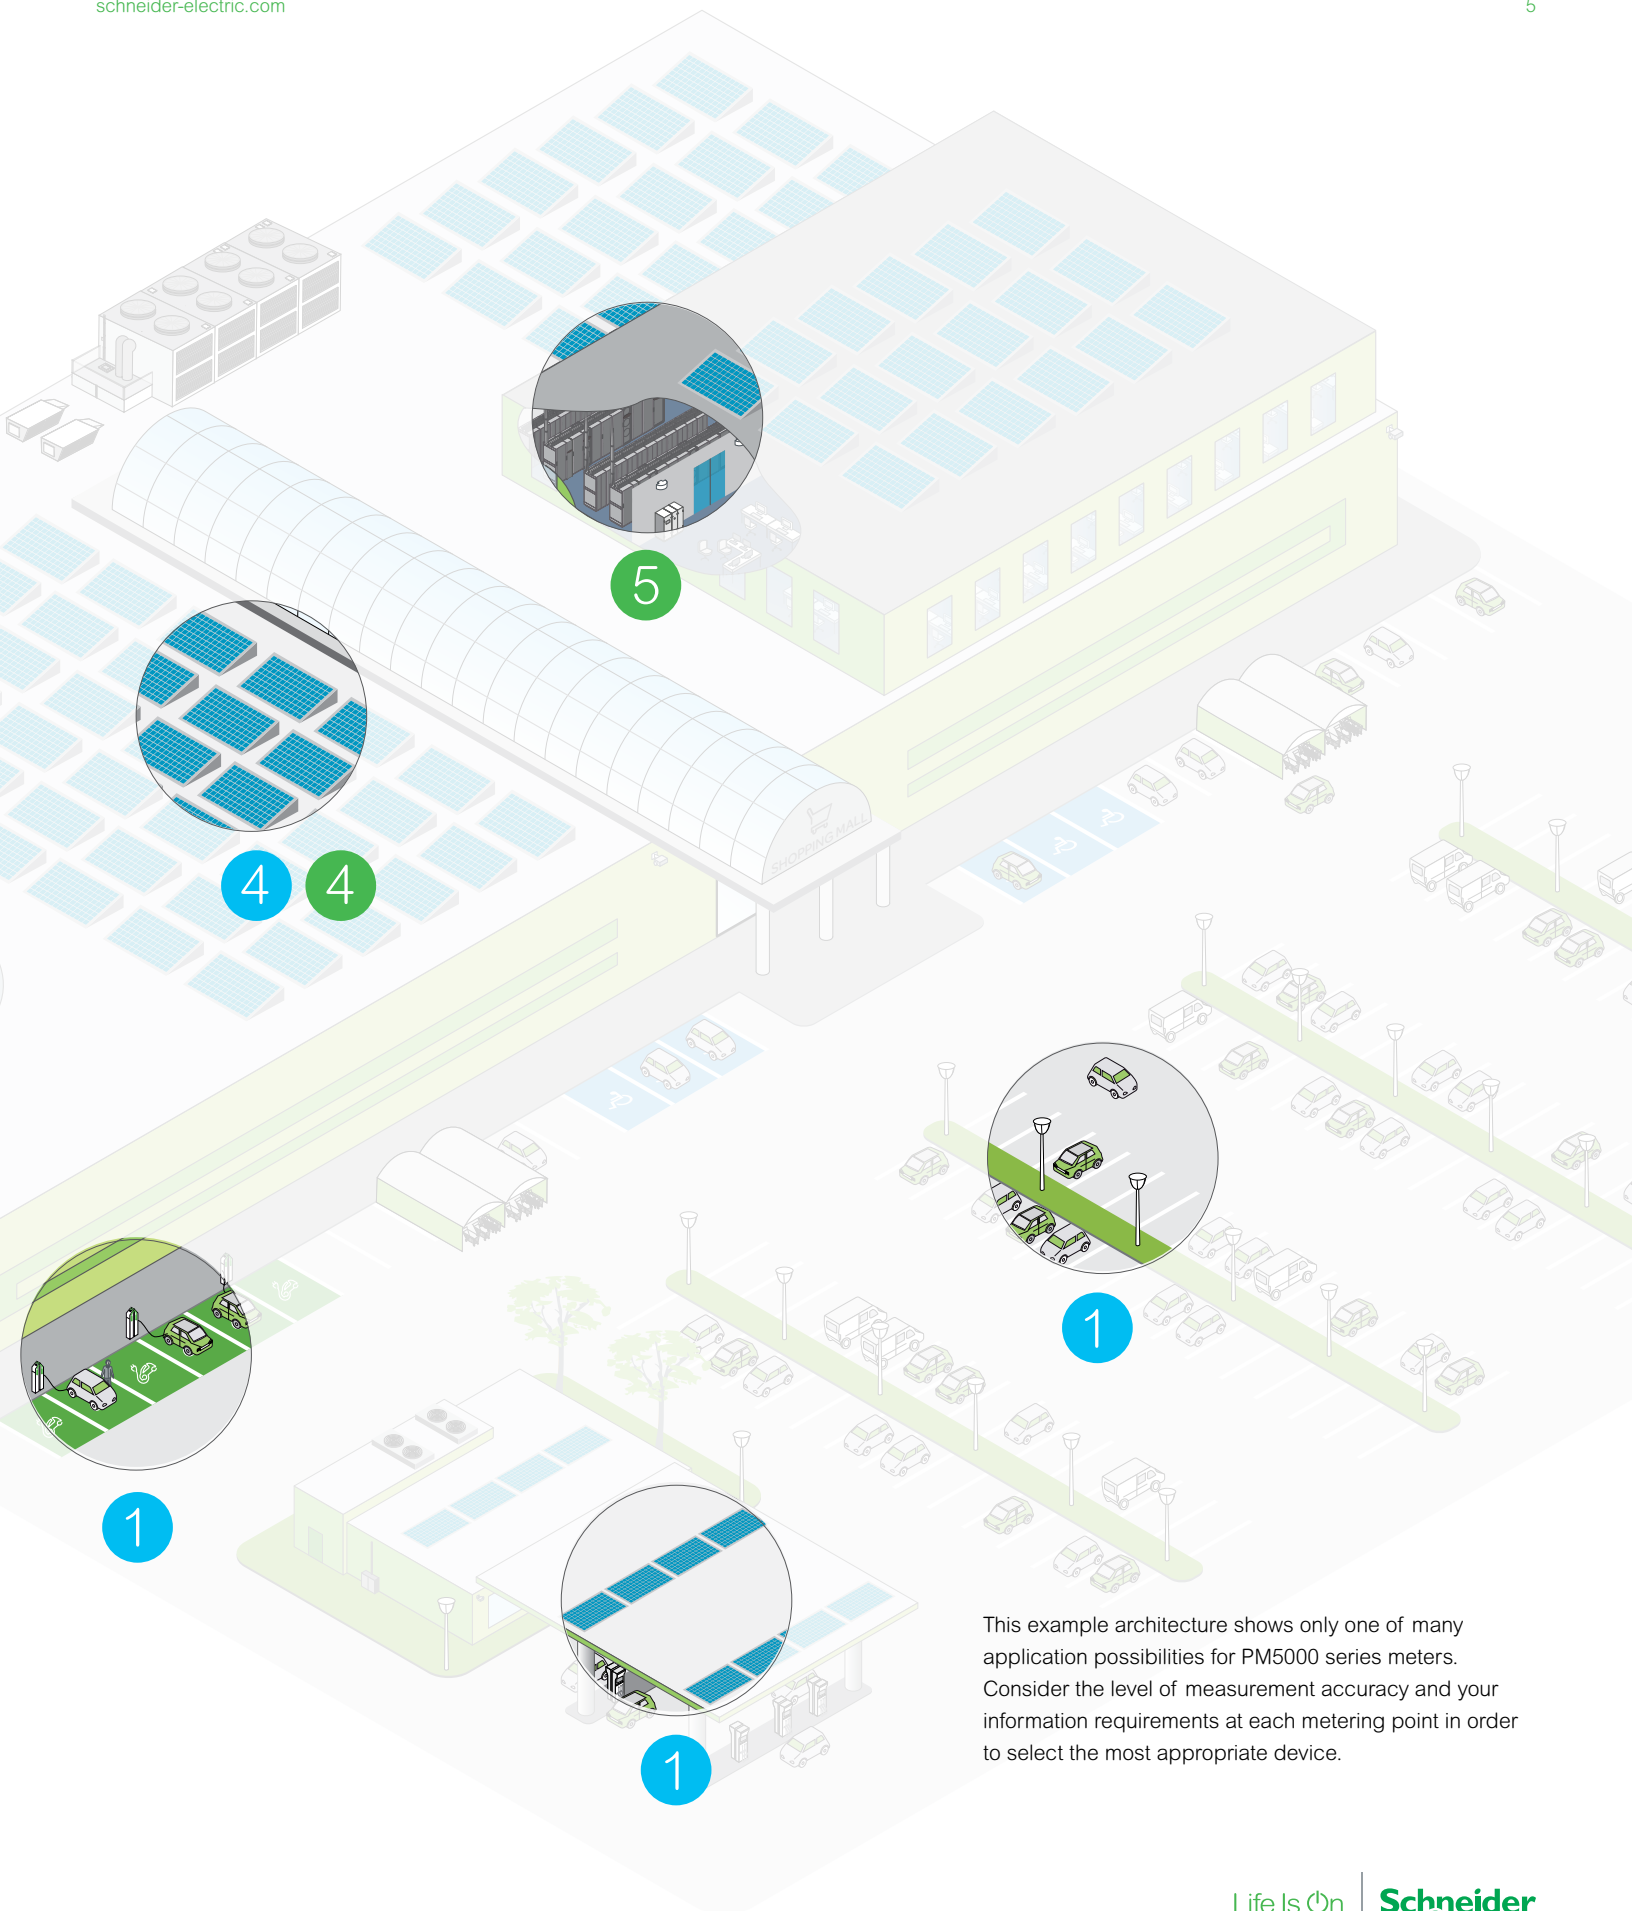 schneider-electric.com
5
5
4 4
SHOPPING MALL
1
1
1
This example architecture shows only one of many
application possibilities for PM5000 series meters.
Consider the level of measurement accuracy and your
information requirements at each metering point in order
to select the most appropriate device.
Life Is On
Schneider